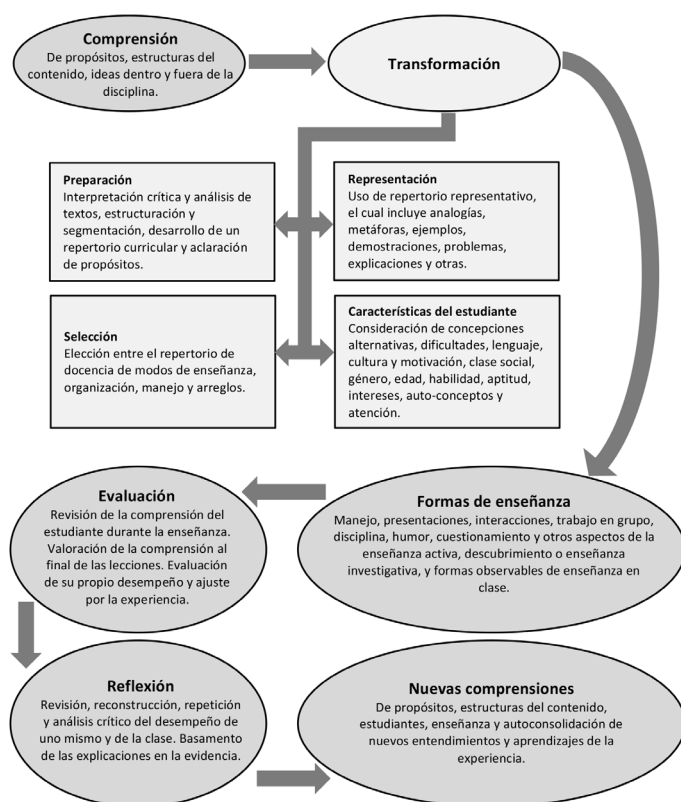 Comprensión
De propósitos, estructuras del
contenido, ideas dentro y fuera de la
disciplina.
Transformación
Preparación
Interpretación crítica y análisis de
textos, estructuración y
segmentación, desarrollo de un
repertorio curricular y aclaración
de propósitos.
Representación
Uso de repertorio representativo,
el cual incluye analogías,
metáforas, ejemplos,
demostraciones, problemas,
explicaciones y otras.
Selección
Elección entre el repertorio de
docencia de modos de enseñanza,
organización, manejo y arreglos.
Características del estudiante
Consideración de concepciones
alternativas, dificultades, lenguaje,
cultura y motivación, clase social,
género, edad, habilidad, aptitud,
intereses, auto-conceptos y
atención.
Evaluación
Revisión de la comprensión del
estudiante durante la enseñanza.
Valoración de la comprensión al
final de las lecciones. Evaluación
de su propio desempeño y ajuste
por la experiencia.
Formas de enseñanza
Manejo, presentaciones, interacciones, trabajo en grupo,
disciplina, humor, cuestionamiento y otros aspectos de la
enseñanza activa, descubrimiento o enseñanza
investigativa, y formas observables de enseñanza en
clase.
Reflexión
Revisión, reconstrucción, repetición
y análisis crítico del desempeño de
uno mismo y de la clase. Basamento
de las explicaciones en la evidencia.
Nuevas comprensiones
De propósitos, estructuras del contenido,
estudiantes, enseñanza y autoconsolidación de
nuevos entendimientos y aprendizajes de la
experiencia.